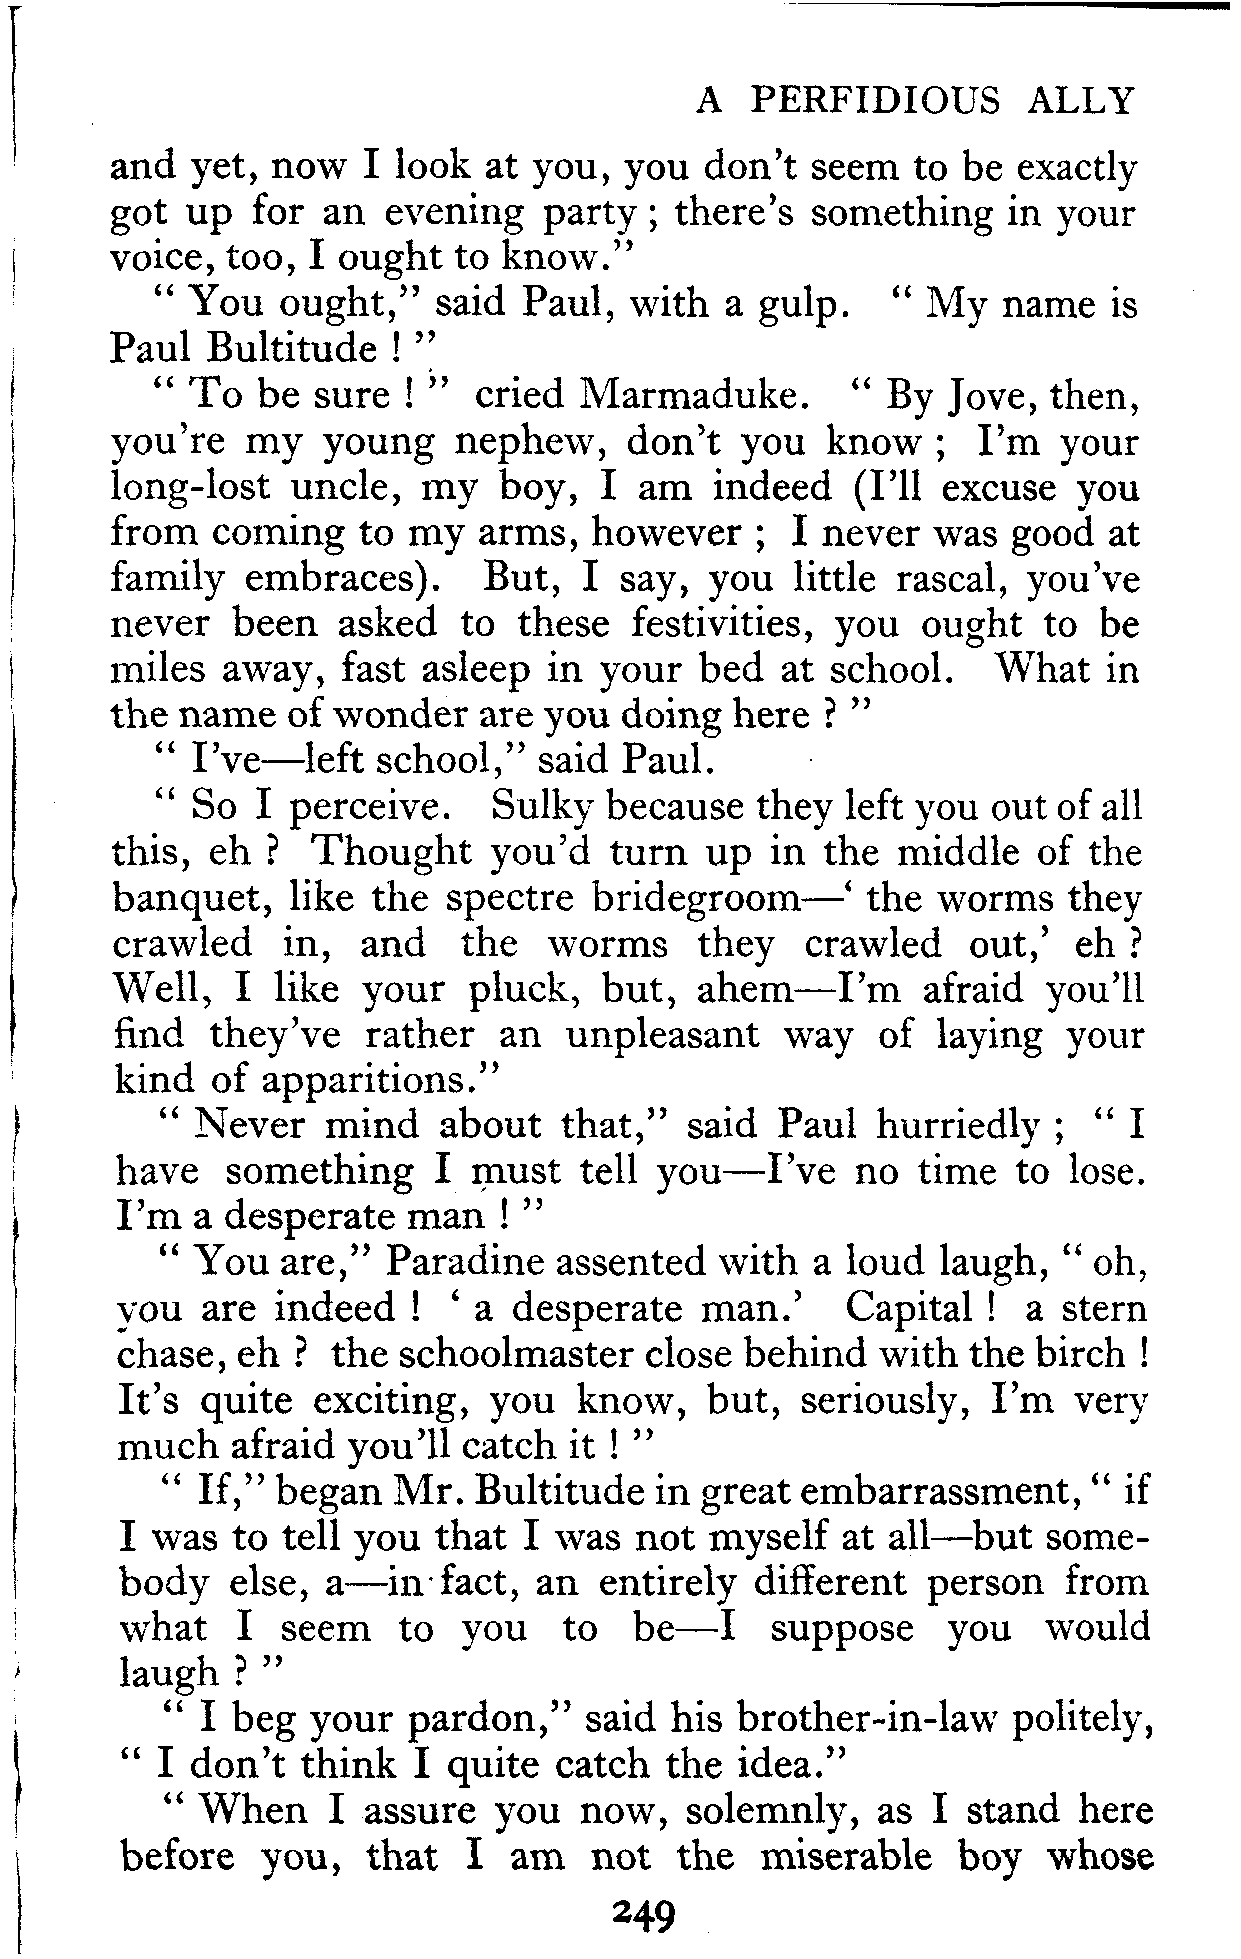 A PERFIDIOUS ALLY
and yet, now I look at you, you don't seem to be exactly
got up for an evening party ; there's something in your
voice, too, I ought to know."
" You ought," said Paul, with a gulp. " My name is
Paul Bultitude ! "
" To be sure ! " cried Marmaduke. " By Jove, then,
you're my young nephew, don't you know ; I'm your
long-lost uncle, my boy, I am indeed (I'll excuse you
from coming to my arms, however ; I never was good at
family embraces). But, I say, you little rascal, you've
never been asked to these festivities, you ought to be
miles away, fast asleep in your bed at school. What in
the name of wonder are you doing here ? "
" I've—left school," said Paul.
" So I perceive. Sulky because they left you out of all
this, eh ? Thought you'd turn up in the middle of the
banquet, like the spectre bridegroom—' the worms they
crawled in, and the worms they crawled out,' eh ?
Well, I like your pluck, but, ahem—I'm afraid you'll
find they've rather an unpleasant way of laying your
kind of apparitions."
" Never mind about that," said Paul hurriedly ; " I
have something I must tell you—I've no time to lose.
I'm a desperate man ! "
" You are," Paradine assented with a loud laugh, " oh,
you are indeed ! ' a desperate man.' Capital ! a stern
chase, eh ? the schoolmaster close behind with the birch !
It's quite exciting, you know, but, seriously, I'm very
much afraid you'll catch it ! "
" If," began Mr. Bultitude in great embarrassment, " if
I was to tell you that I was not myself at all—but some-
body else, a—in fact, an entirely different person from
what I seem to you to be—I suppose you would
laugh ? "
" I beg your pardon," said his brother-in-law politely,
" I don't think I quite catch the idea."
" When I assure you now, solemnly, as I stand here
before you, that I am not the miserable boy whose
249